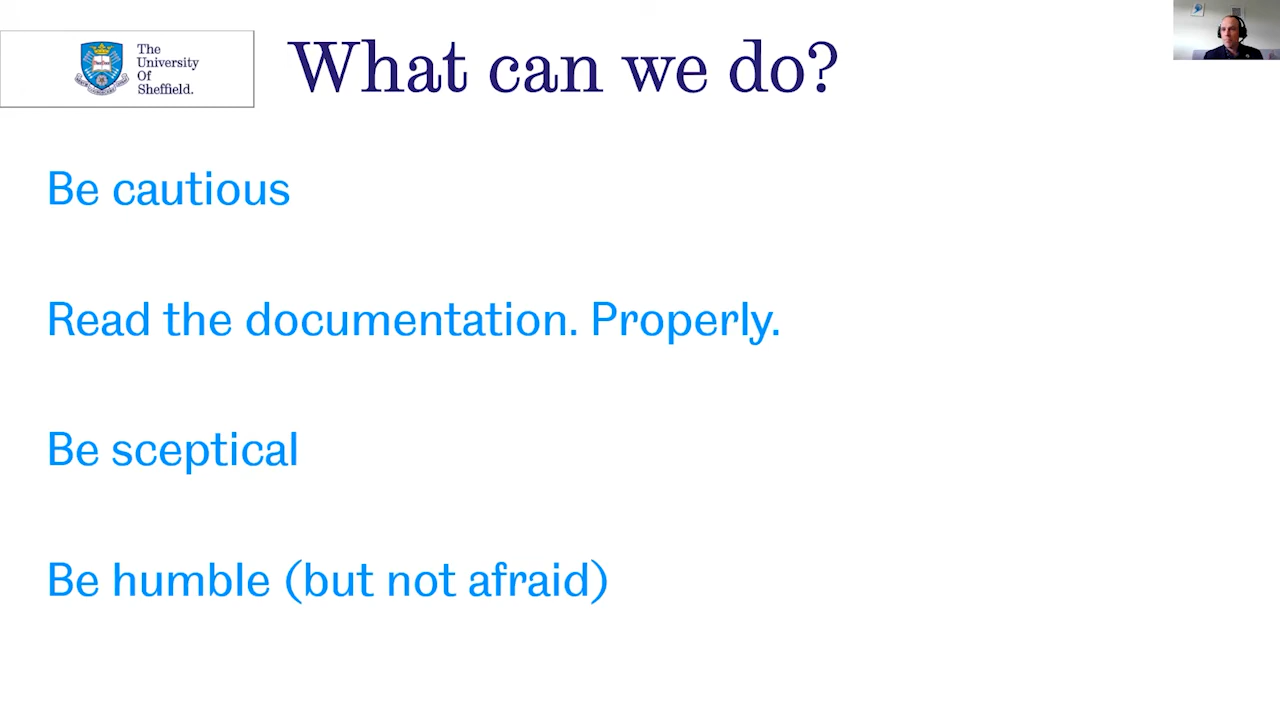 The
University
Of
Sheffield.
What can we do?
Be cautious
Read the documentation. Properly.
Be sceptical
Be humble (but not afraid)